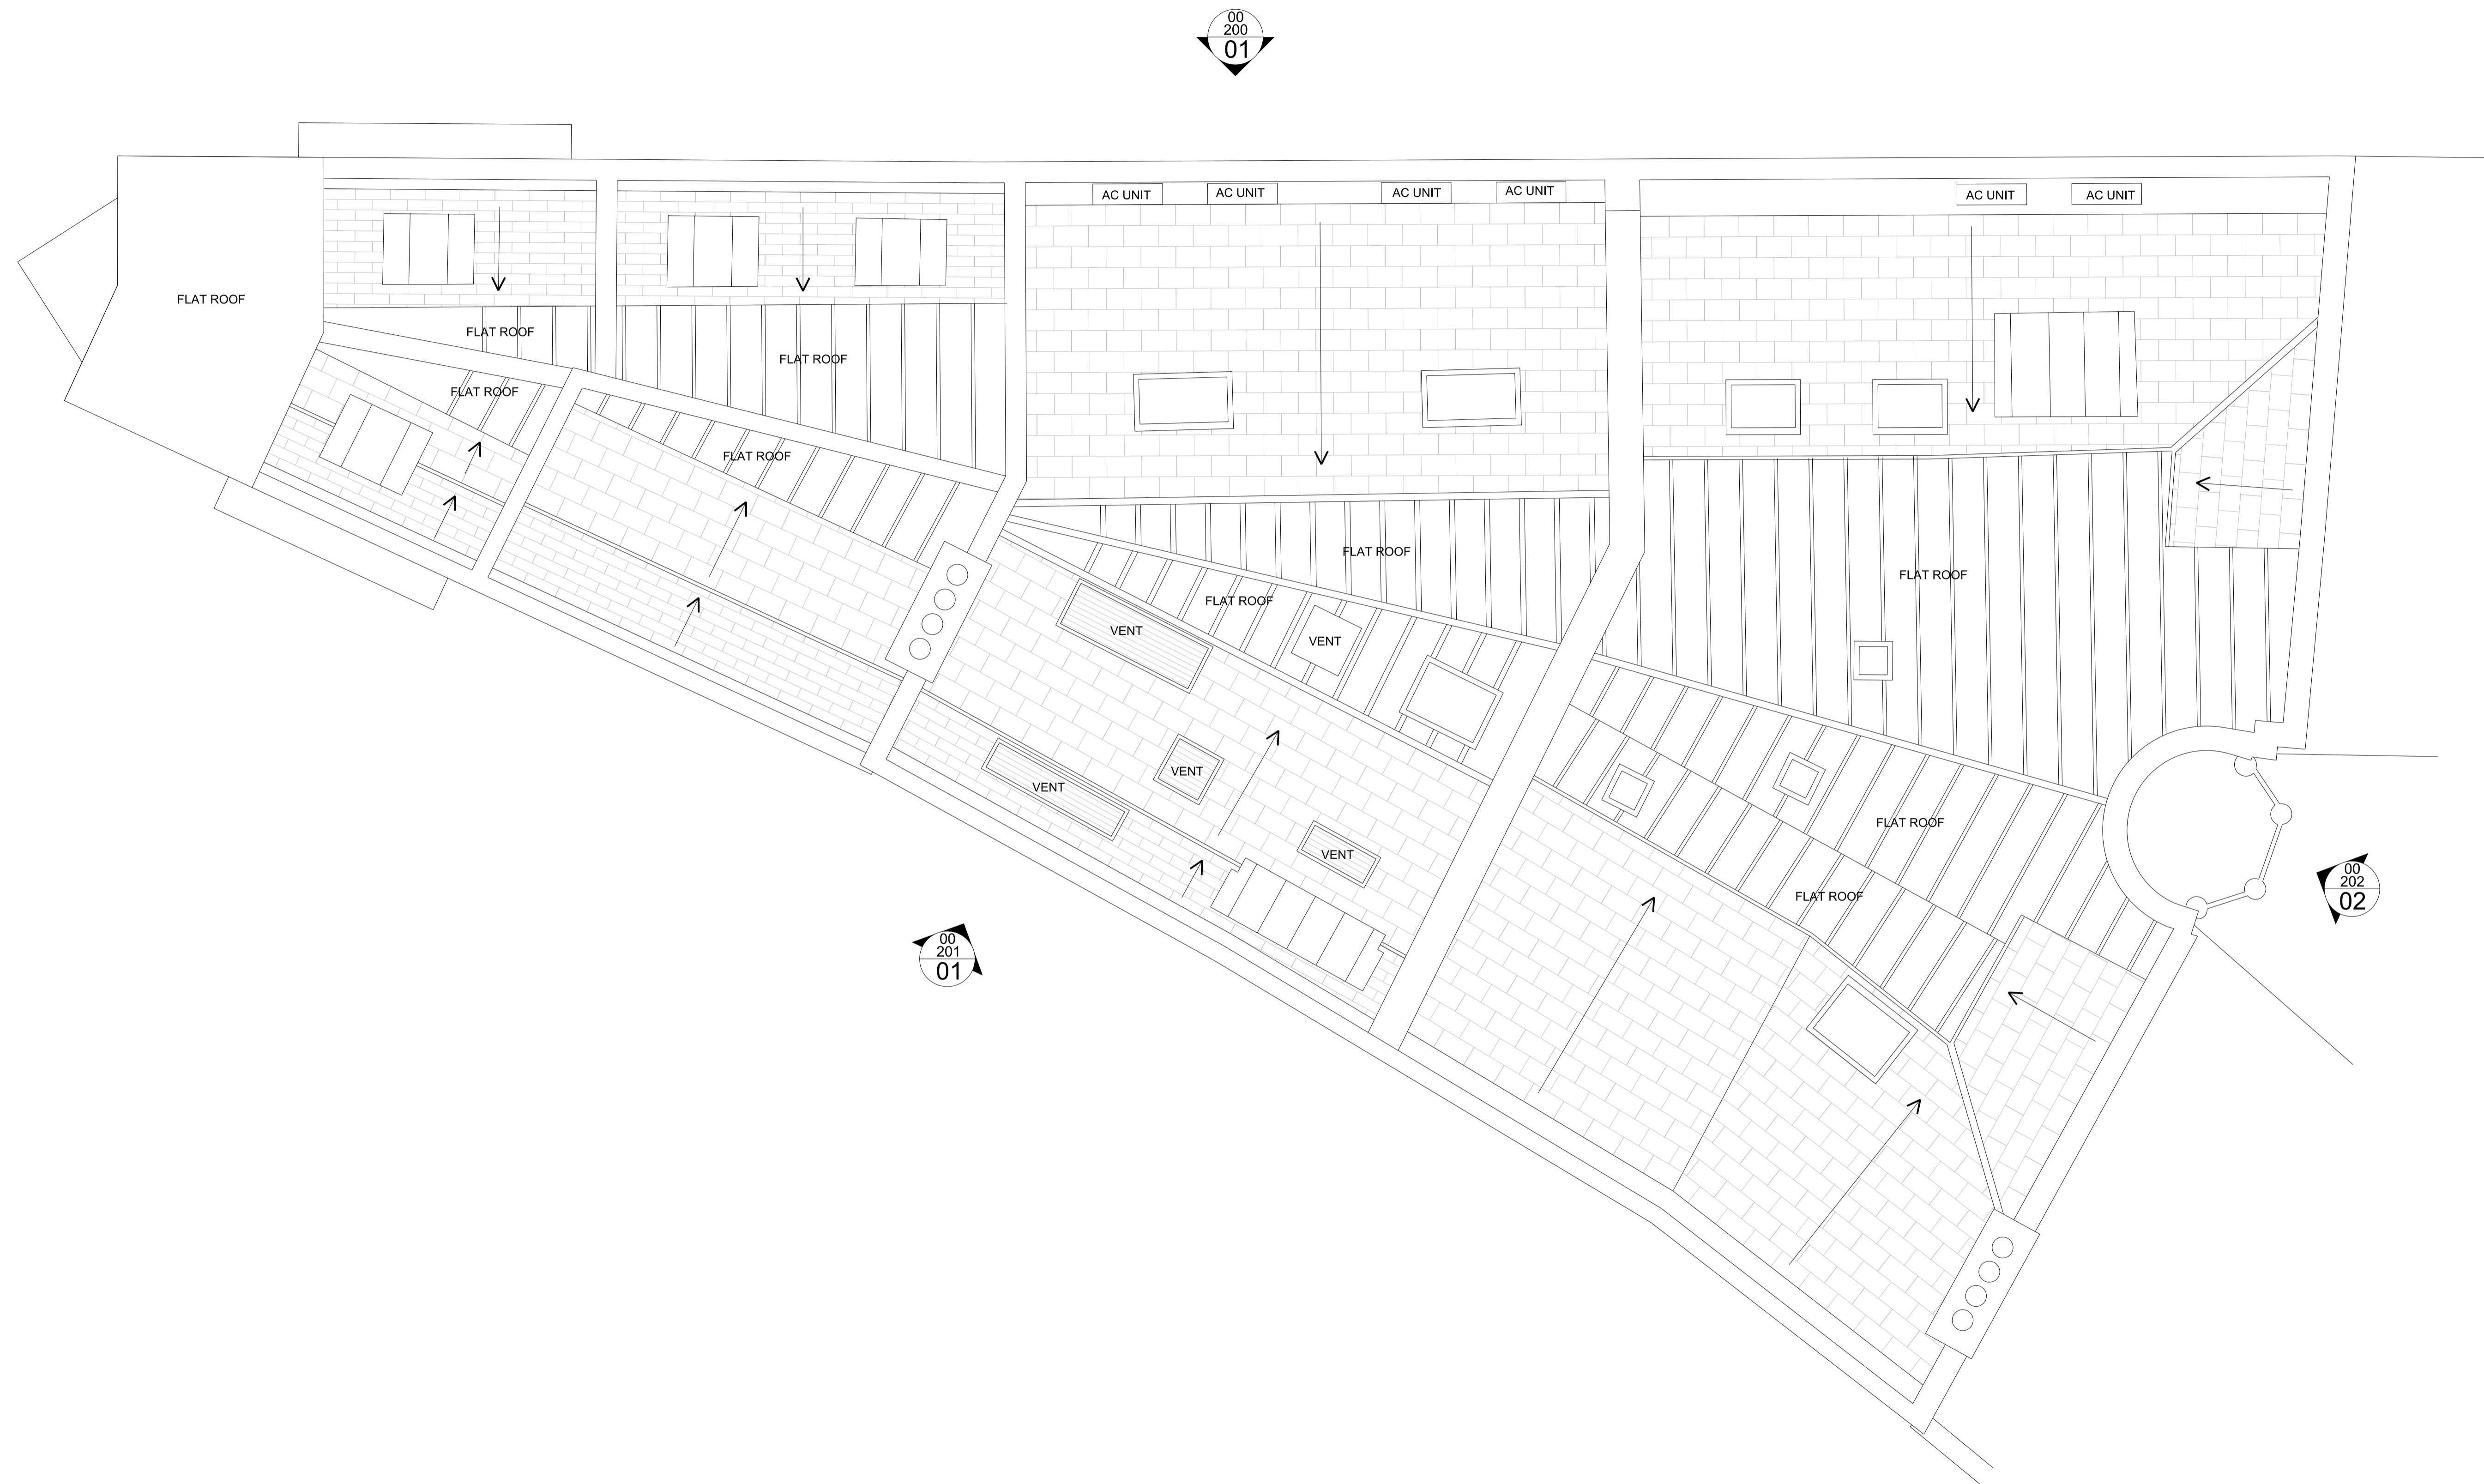 00
200
01
AC UNIT
AC UNIT
AC UNIT
AC UNIT
AC UNIT
AC UNIT
FLAT ROOF
FLAT ROOF
FLAT ROOF
FLAT ROOF
FLAT ROOF
FLAT ROOF
FLAT ROOF
FLAT ROOF
VENT
VENT
VENT
VENT
VENT
FLAT ROOF
FLAT ROOF
00
202
02
00
201
01